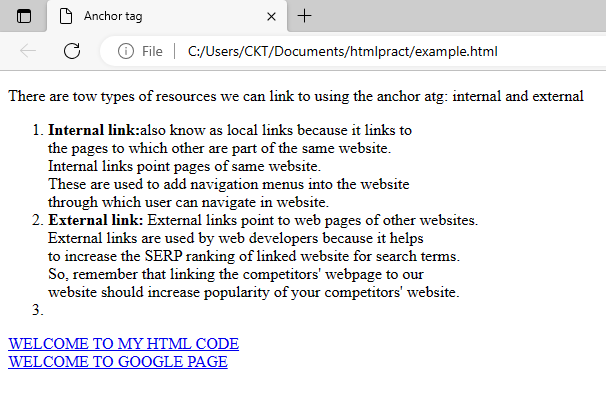 Anchor tag
File C:/Users/CKT/Documents/htmlpract/example.html
There are tow types of resources we can link to using the anchor atg: internal and external
1. Internal link:also know as local links because it links to
the pages to which other are part of the same website.
Internal links point pages of same website.
These are used to add navigation menus into the website
through which user can navigate in website.
2. External link: External links point to web pages of other websites.
External links are used by web developers because it helps
to increase the SERP ranking of linked website for search terms.
So, remember that linking the competitors' webpage to our
website should increase popularity of your competitors' website.
3.
WELCOME TO MY HTML CODE
WELCOME TO GOOGLE PAGE